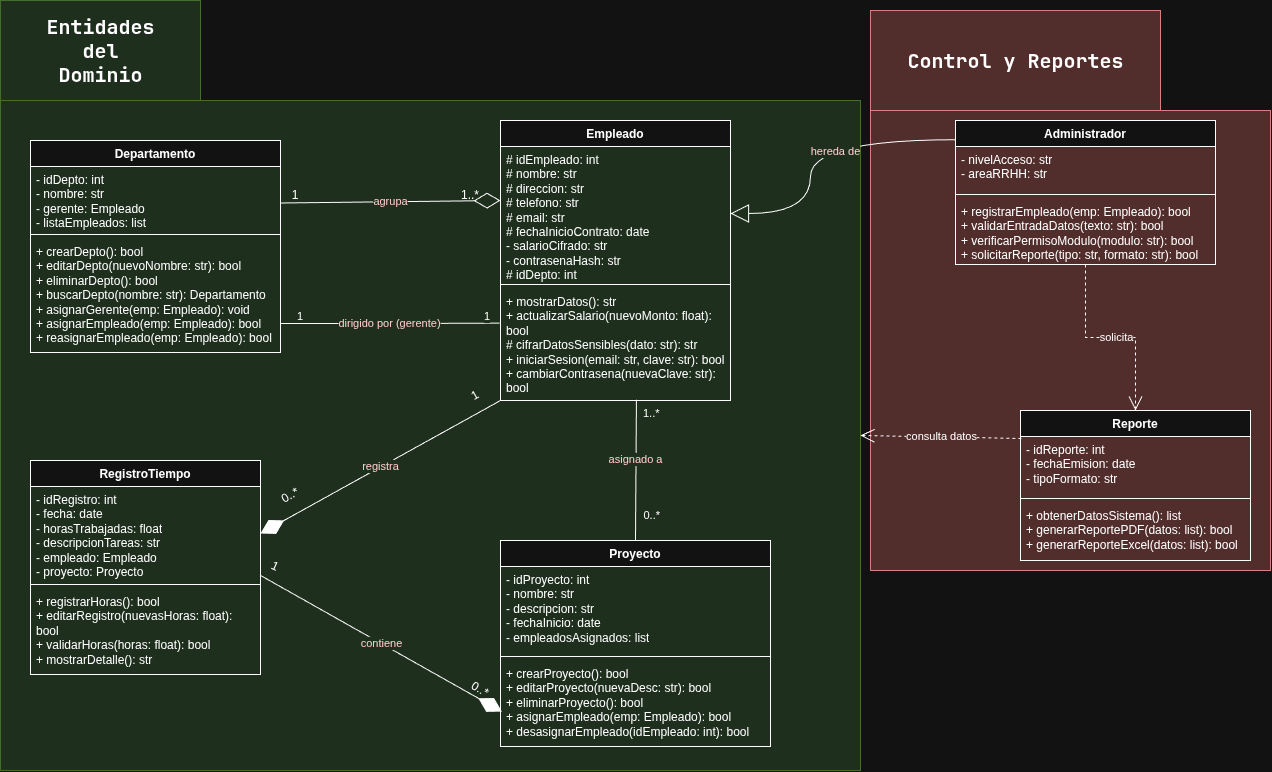 Entidades
del
Dominio
Control y Reportes
Departamento
- idDepto: int
- nombre: str
- gerente: Empleado
- listaEmpleados: list
+ crearDepto(): bool
+ editarDepto(nuevoNombre: str): bool
+ eliminarDepto(): bool
+ buscarDepto(nombre: str): Departamento
+ asignarGerente(emp: Empleado): void
+ asignarEmpleado(emp: Empleado): bool
+ reasignarEmpleado(emp: Empleado): bool
1
agrupa
1..*
1
dirigido por (gerente)
1
Empleado
# idEmpleado: int
# nombre: str
# direccion: str
# telefono: str
# email: str
# fechaInicioContrato: date
- salarioCifrado: str
- contrasenaHash: str
# idDepto: int
+ mostrarDatos(): str
+ actualizarSalario(nuevoMonto: float):
bool
# cifrarDatosSensibles(dato: str): str
+ iniciarSesion(email: str, clave: str): bool
+ cambiarContrasena(nuevaClave: str):
bool
hereda de
Administrador
- nivelAcceso: str
- areaRRHH: str
+ registrarEmpleado(emp: Empleado): bool
+ validarEntradaDatos(texto: str): bool
+ verificarPermisoModulo(modulo: str): bool
+ solicitarReporte(tipo: str, formato: str): bool
solicita
Reporte
- idReporte: int
- fechaEmision: date
- tipoFormato: str
+ obtenerDatosSistema(): list
+ generarReportePDF(datos: list): bool
+ generarReporteExcel(datos: list): bool
consulta datos
1
registra
0..*
1..*
asignado a
0..*
RegistroTiempo
- idRegistro: int
- fecha: date
- horasTrabajadas: float
- descripcionTareas: str
- empleado: Empleado
- proyecto: Proyecto
+ registrarHoras(): bool
+ editarRegistro(nuevasHoras: float):
bool
+ validarHoras(horas: float): bool
+ mostrarDetalle(): str
1
contiene
0..*
Proyecto
- idProyecto: int
- nombre: str
- descripcion: str
- fechaInicio: date
- empleadosAsignados: list
+ crearProyecto(): bool
+ editarProyecto(nuevaDesc: str): bool
+ eliminarProyecto(): bool
+ asignarEmpleado(emp: Empleado): bool
+ desasignarEmpleado(idEmpleado: int): bool